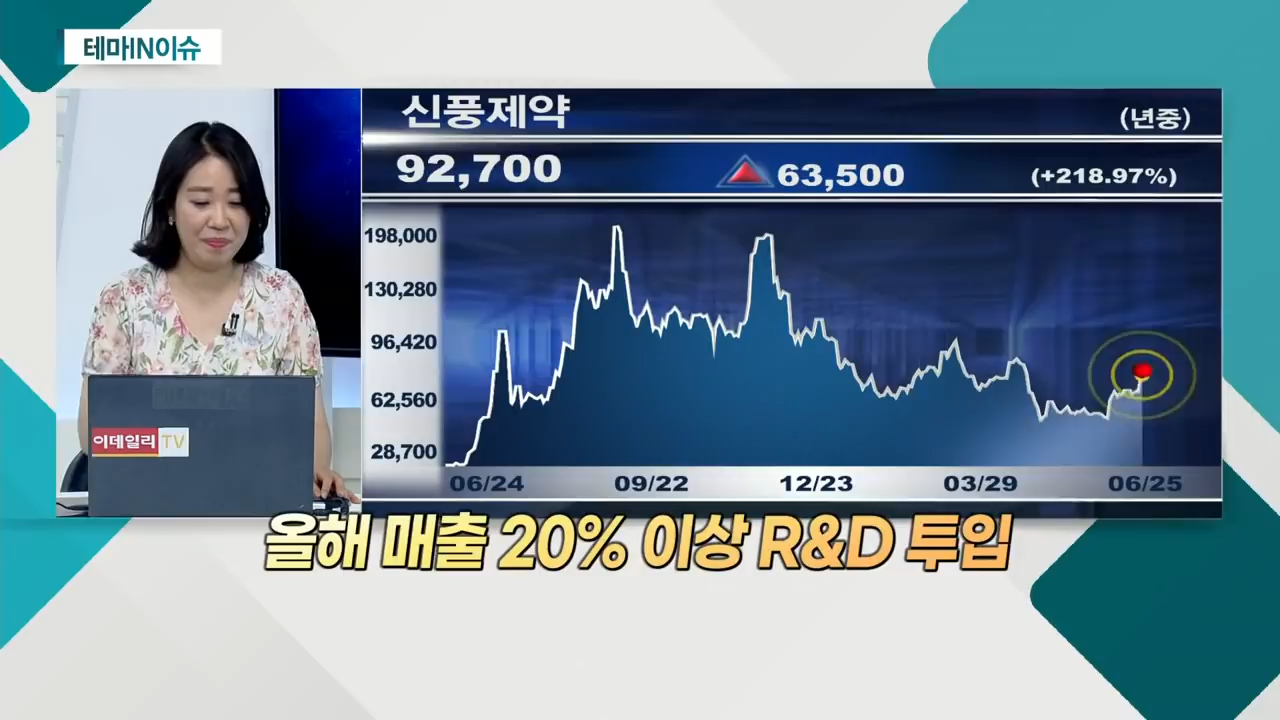 테마IN이슈
신풍제약
(년중)
92,700
63,500
(+218.97%)
198,000
130,280
96,420
62,560
28,700
06/24
09/22
12/23
03/29
06/25
이데일리TV
올해 매출 20% 이상 R&D 투입